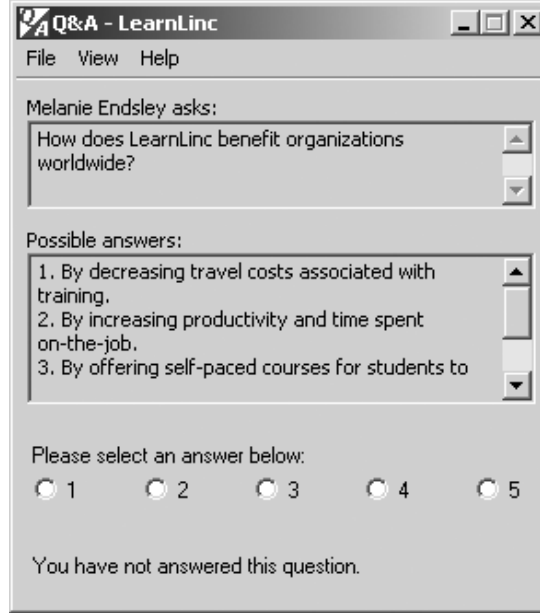 Q&A - LearnLinc
File View Help
Melanie Endsley asks:
How does LearnLinc benefit organizations
worldwide?
Possible answers:
1. By decreasing travel costs associated with
training.
2. By increasing productivity and time spent
on-the-job.
3. By offering self-paced courses for students to
Please select an answer below:
1 2 3 4 5
You have not answered this question.